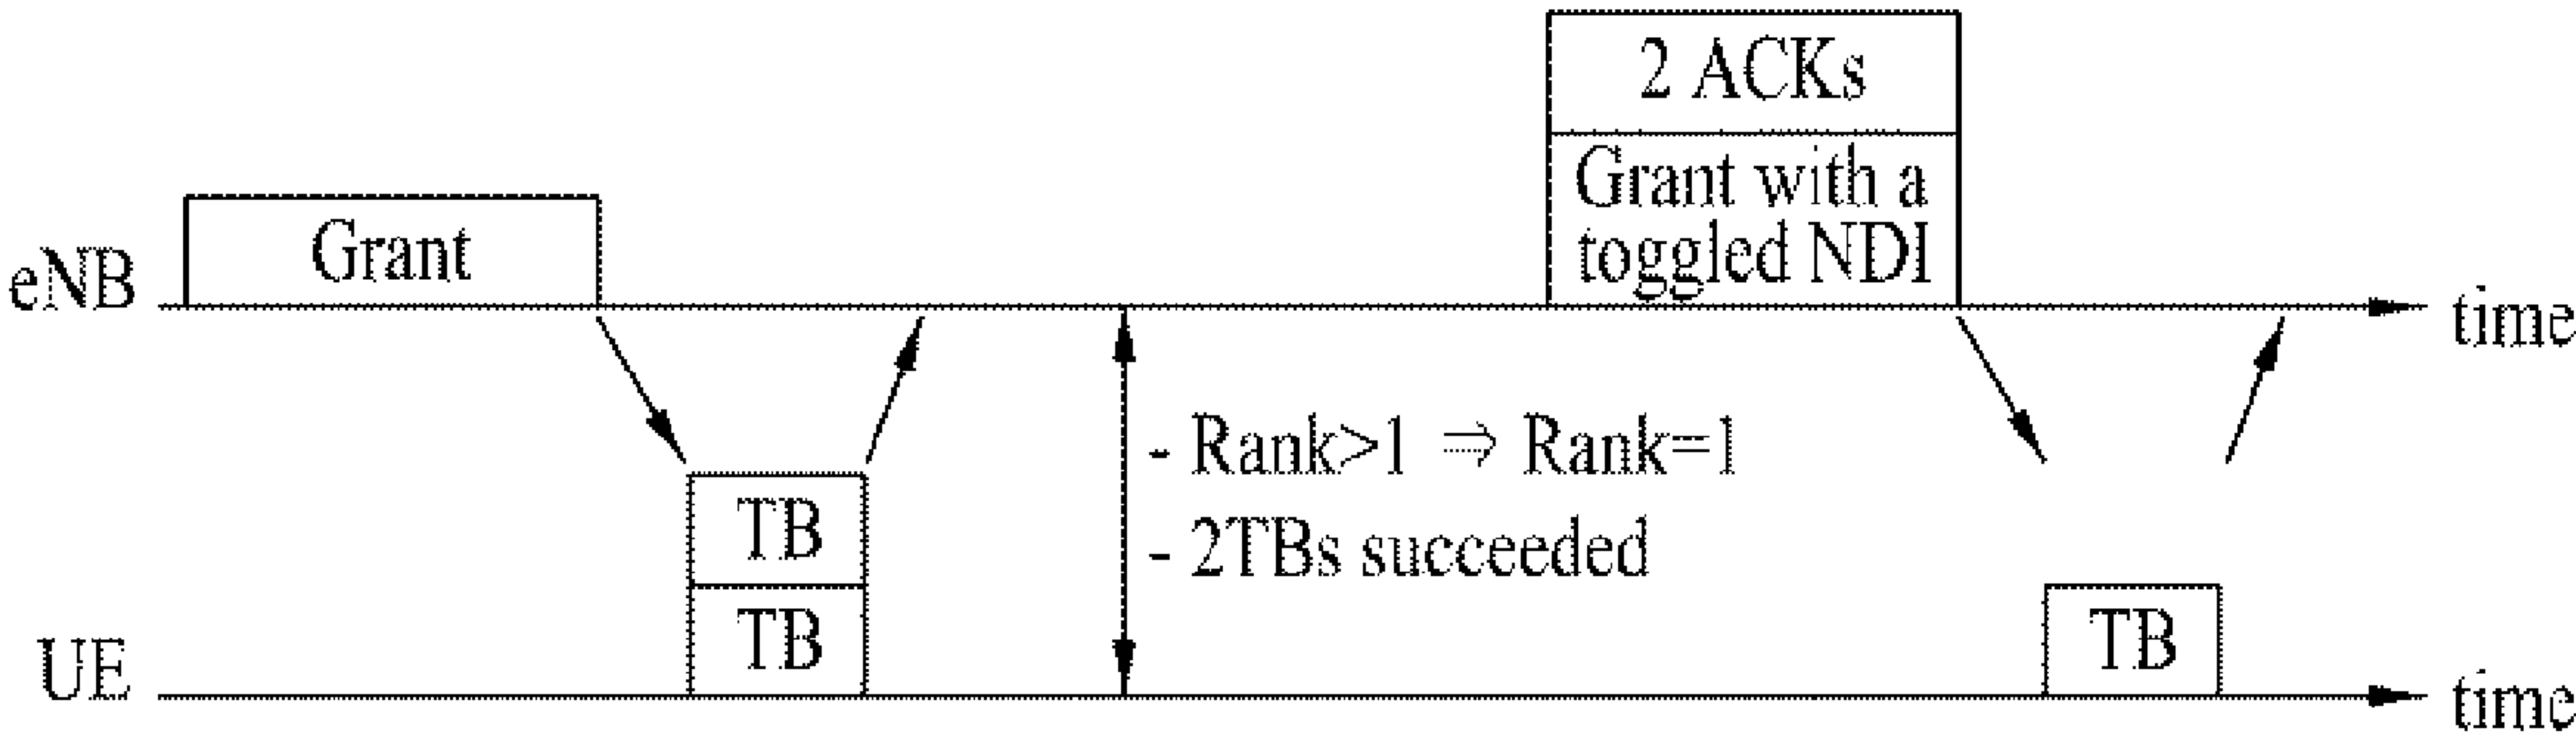 2 ACKs
Grant with a
toggled NDI
Grant
eNB
time
- Rank>1 ⇒ Rank=1
- 2TBs succeeded
TB
TB
TB
UE
time